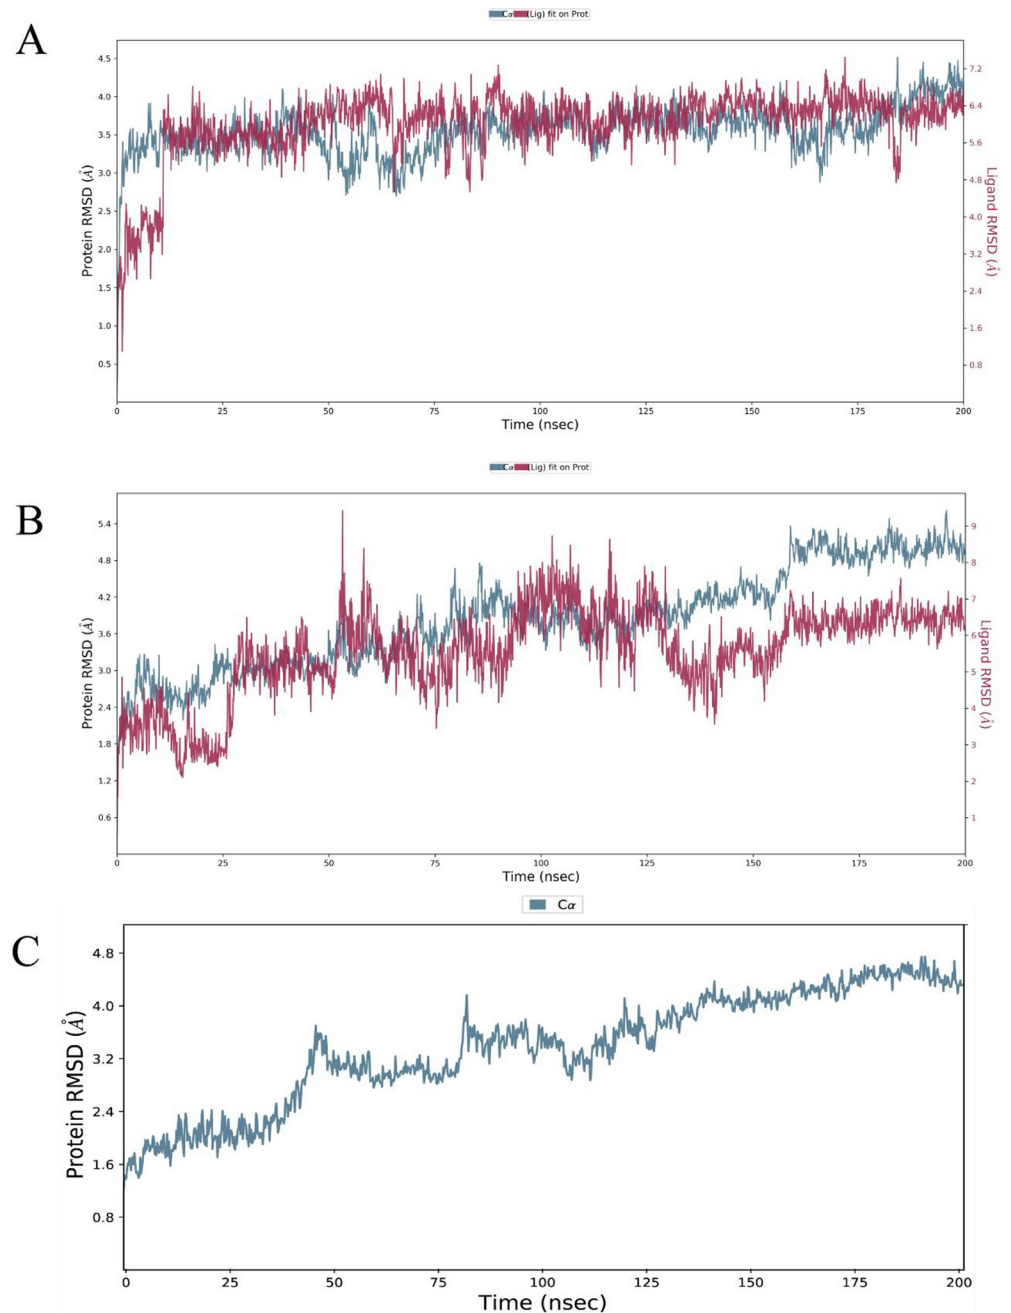 Cα (Lig) fit on Prot
A
4.5
4.0
3.5
3.0
2.5
2.0
1.5
1.0
0.5
Protein RMSD (Å)
7.2
6.4
5.6
4.8
4.0
3.2
2.4
1.6
0.8
Ligand RMSD (Å)
0 25 50 75 100 125 150 175 200
Time (nsec)
Cα (Lig) fit on Prot
B
5.4
4.8
4.2
3.6
3.0
2.4
1.8
1.2
0.6
Protein RMSD (Å)
9
8
7
6
5
4
3
2
1
Ligand RMSD (Å)
0 25 50 75 100 125 150 175 200
Time (nsec)
Cα
C
4.8
4.0
3.2
2.4
1.6
0.8
Protein RMSD (Å)
0 25 50 75 100 125 150 175 200
Time (nsec)